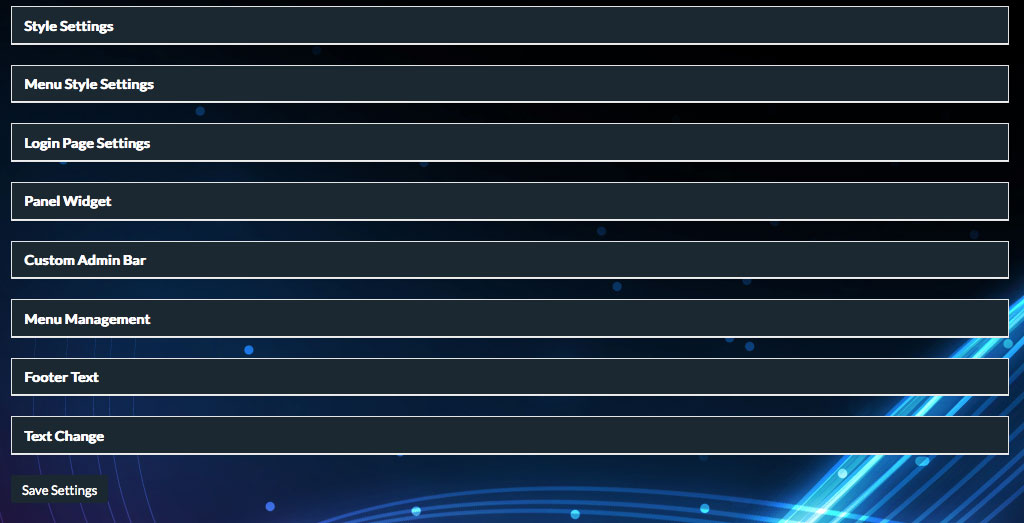 Style Settings
Menu Style Settings
Login Page Settings
Panel Widget
Custom Admin Bar
Menu Management
Footer Text
Text Change
Save Settings